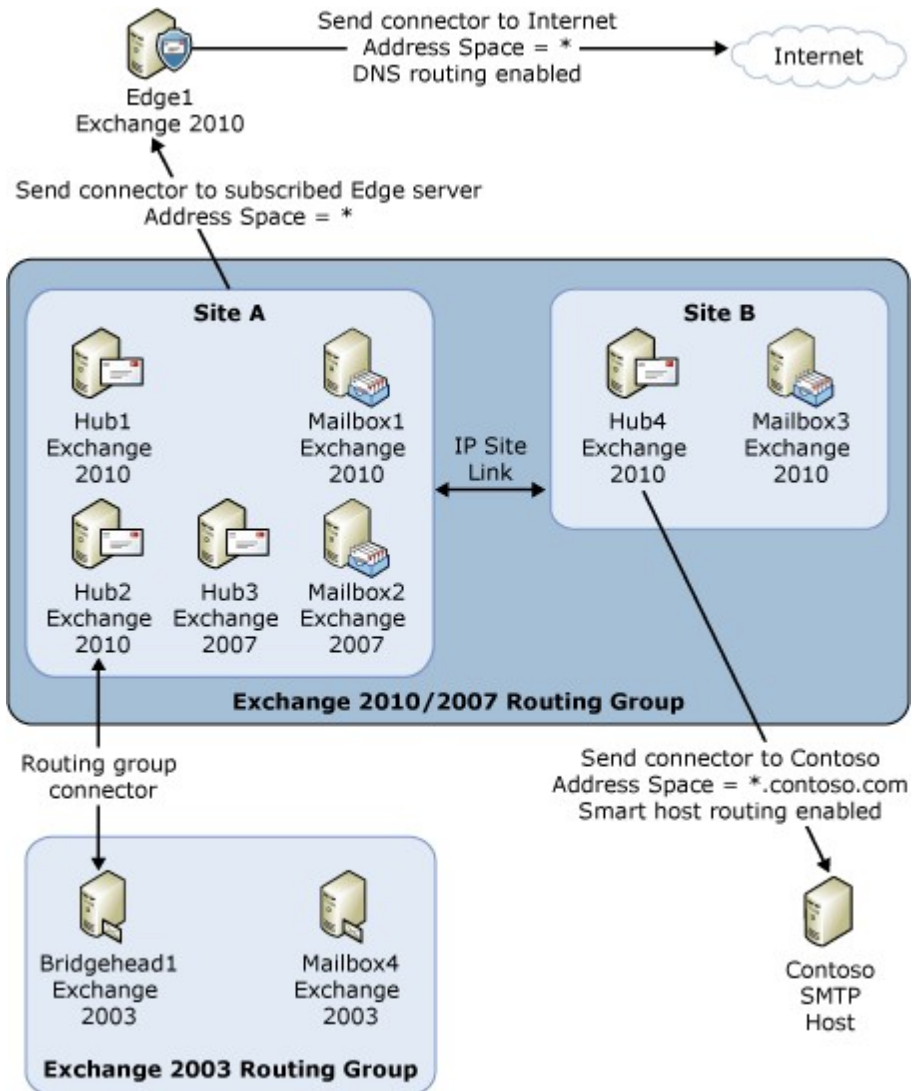 Send connector to Internet
Address Space = *
DNS routing enabled
Internet
Edge1
Exchange 2010
Send connector to subscribed Edge server
Address Space = *
Site A
Hub1
Exchange
2010
Mailbox1
Exchange
2010
Hub2
Exchange
2010
Hub3
Exchange
2007
Mailbox2
Exchange
2007
IP Site
Link
Site B
Hub4
Exchange
2010
Mailbox3
Exchange
2010
Exchange 2010/2007 Routing Group
Routing group
connector
Send connector to Contoso
Address Space = *.contoso.com
Smart host routing enabled
Bridgehead1
Exchange
2003
Mailbox4
Exchange
2003
Exchange 2003 Routing Group
Contoso
SMTP
Host